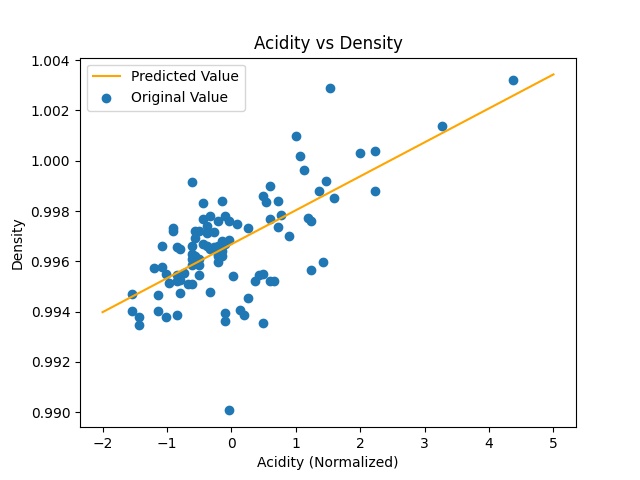 Acidity vs Density
Predicted Value
Original Value
1.004
1.002
1.000
0.998
0.996
0.994
0.992
0.990
Density
−2 −1 0 1 2 3 4 5
Acidity (Normalized)